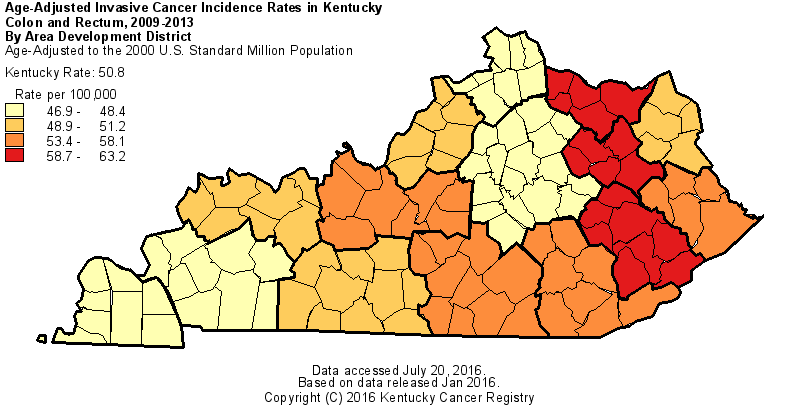 Age-Adjusted Invasive Cancer Incidence Rates in Kentucky
Colon and Rectum, 2009-2013
By Area Development District
Age-Adjusted to the 2000 U.S. Standard Million Population
Kentucky Rate: 50.8
Rate per 100,000
46.9 - 48.4
48.9 - 51.2
53.4 - 58.1
58.7 - 63.2
Data accessed July 20, 2016.
Based on data released Jan 2016.
Copyright (C) 2016 Kentucky Cancer Registry